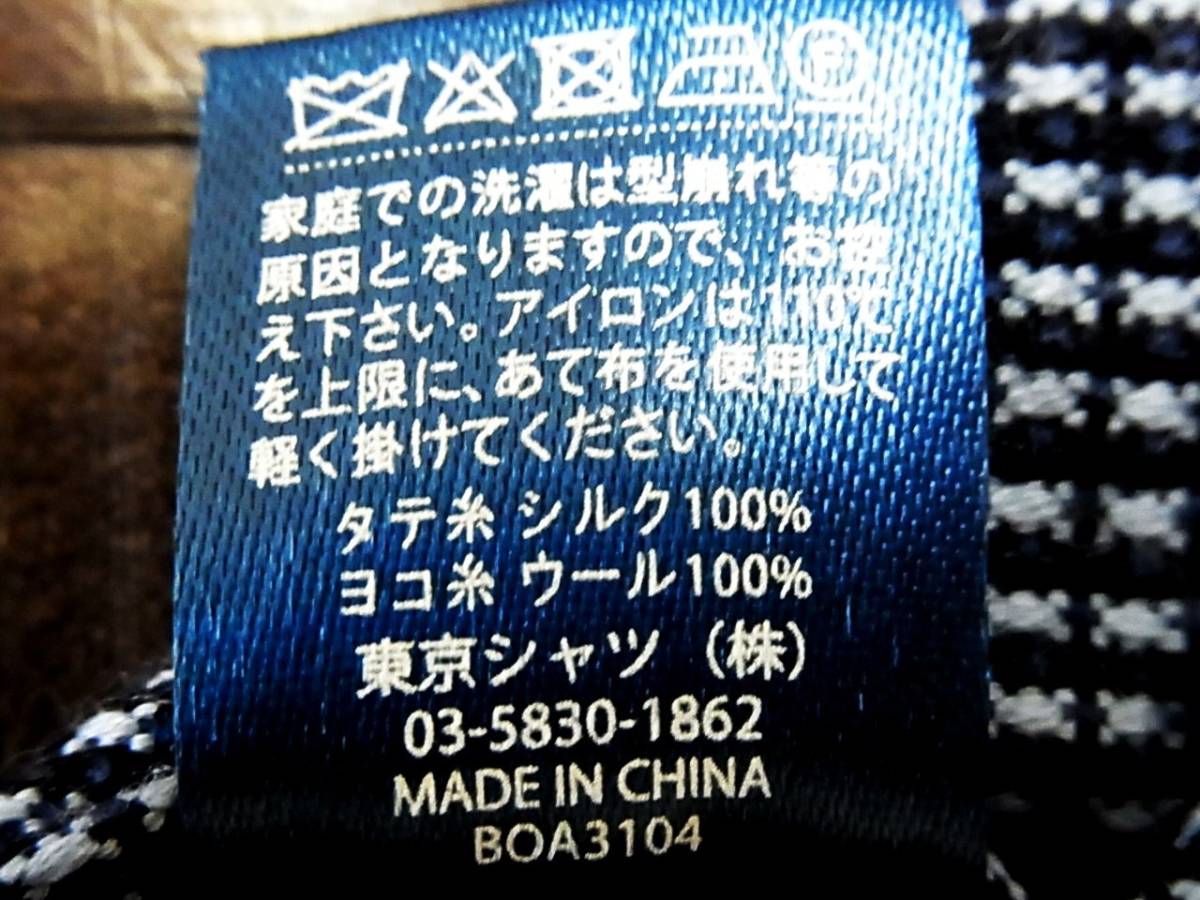 家庭での洗濯は型崩れ等の
原因となりますので、お控
え下さい。アイロンは110℃
を上限に、あて布を使用して
軽く掛けてください。
タテ糸 シルク100%
ヨコ糸 ウール100%
東京シャツ（株）
03-5830-1862
MADE IN CHINA
BOA3104